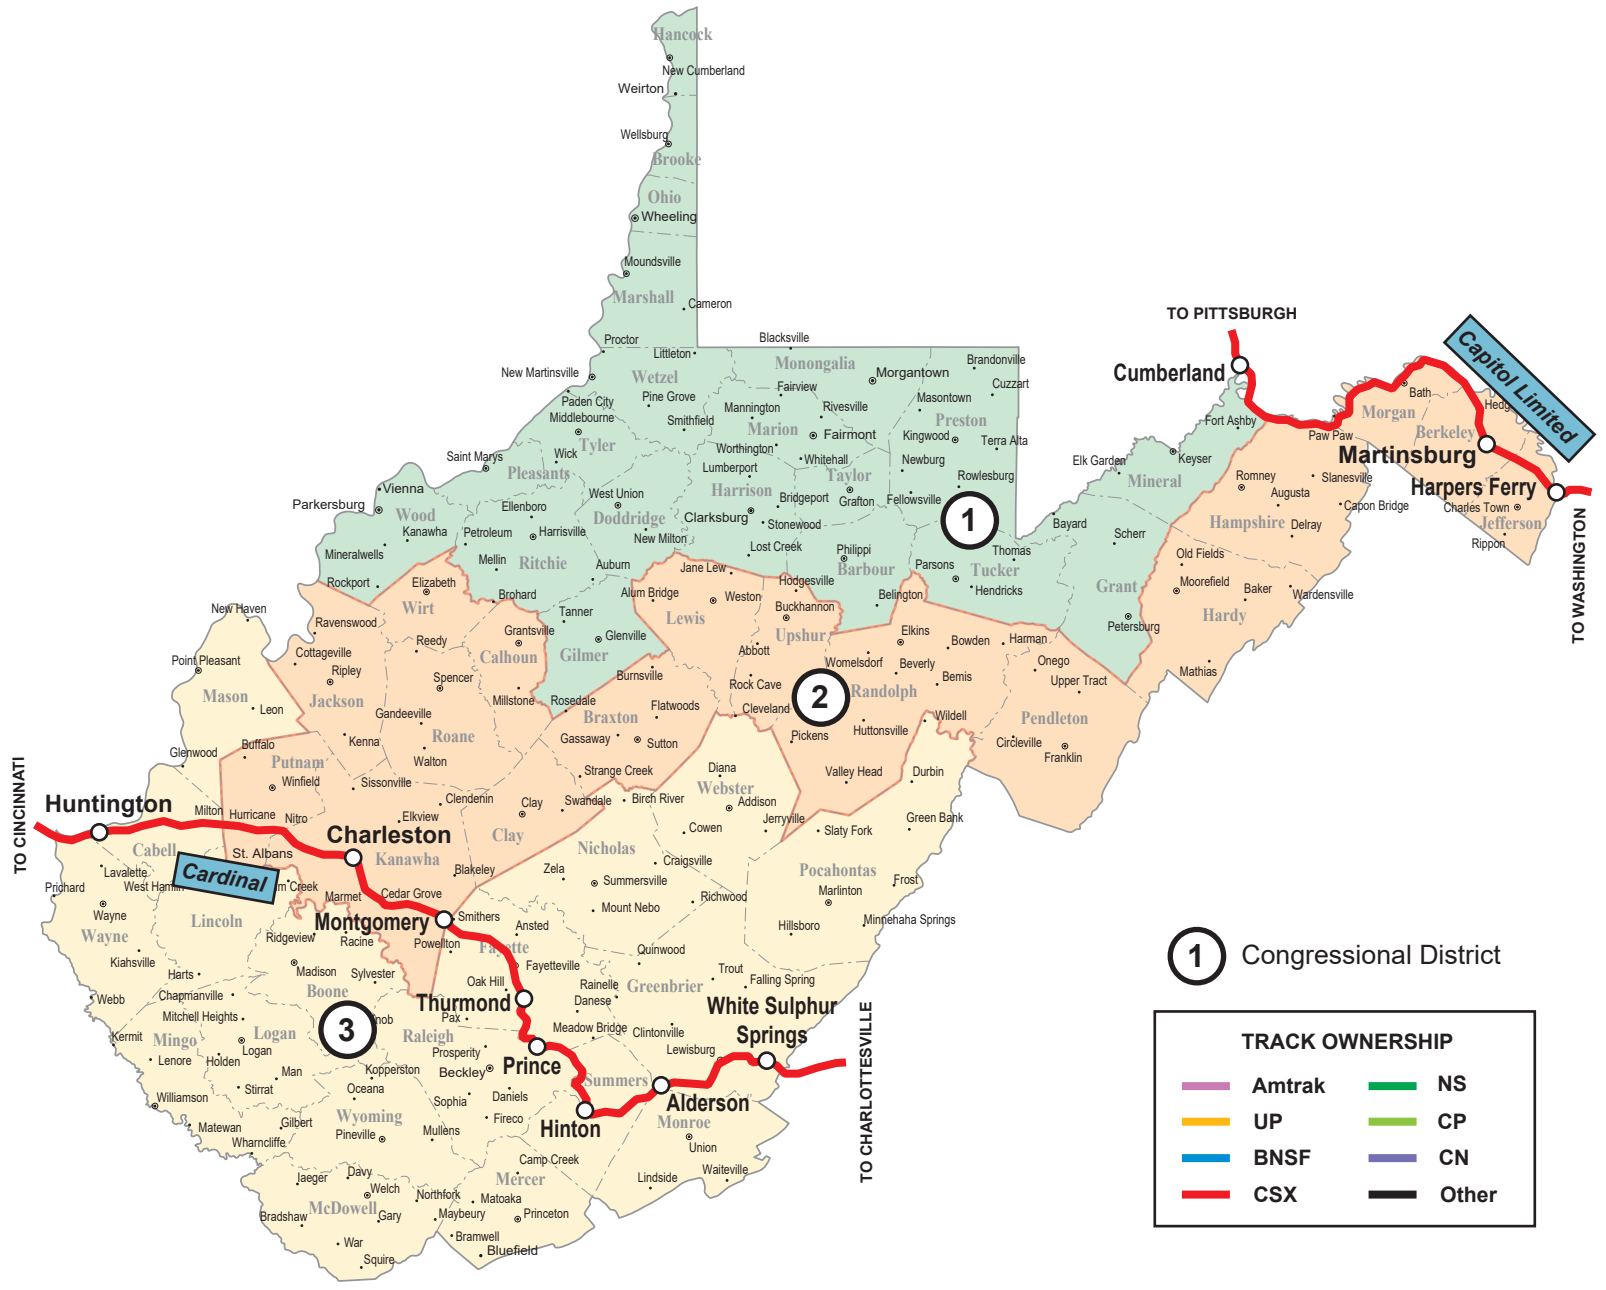 Hancock
New Cumberland
Weirton
Wellsburg
Brooke
Ohio
Wheeling
Moundsville
Marshall
Cameron
TO PITTSBURGH
Proctor
Littleton
Blacksville
Monongalia
Brandonville
Cumberland
Capitol Limited
New Martinsville
Wetzel
Morgantown
Cuzzart
Bath
Paden City
Pine Grove
Fairview
Masontown
Hedg
Middlebourne
Smithfield
Mannington
Rivesville
Preston
Fort Ashby
Morgan
Tyler
Marion
Fairmont
Kingwood
Terra Alta
Paw Paw
Berkeley
Saint Marys
Wick
Worthington
Whitehall
Newburg
Elk Garden
Keyser
Martinsburg
Pleasants
Lumberport
Taylor
Rowlesburg
Mineral
Romney
Slanesville
Harpers Ferry
Vienna
West Union
Harrison
Bridgeport
Grafton
Fellowsville
Augusta
Capon Bridge
Charles Town
Parkersburg
Wood
Ellenboro
Doddridge
Clarksburg
Stonewood
1
Bayard
Hampshire
Delray
Jefferson
Kanawha
Petroleum
Harrisville
New Milton
Scherr
Rippon
Mineralwells
Mellin
Ritchie
Auburn
Lost Creek
Philippi
Barbour
Parsons
Thomas
Tucker
Old Fields
Rockport
Elizabeth
Jane Lew
Hodgesville
Hendricks
Grant
Moorefield
Baker
Wardensville
TO WASHINGTON
Wirt
Brohard
Alum Bridge
Weston
Buckhannon
Belington
Hardy
New Haven
Ravenswood
Tanner
Lewis
Upshur
Petersburg
Reedy
Grantsville
Glenville
Elkins
Bowden
Harman
Cottageville
Calhoun
Gilmer
Abbott
Womelsdorf
Beverly
Onego
Mathias
Point Pleasant
Ripley
Spencer
Burnsville
Rock Cave
2
Randolph
Bemis
Upper Tract
Mason
Jackson
Millstone
Rosedale
Flatwoods
Cleveland
Leon
Gandeeville
Braxton
Wildell
Pendleton
Kenna
Roane
Gassaway
Sutton
Pickens
Huttonsville
Circleville
Glenwood
Buffalo
Franklin
Putnam
Walton
Strange Creek
Diana
Valley Head
Durbin
Winfield
Sissonville
Webster
TO CINCINNATI
Huntington
Milton
Hurricane
Nitro
Clendenin
Clay
Swandale
Birch River
Addison
Elkview
Charleston
Clay
Cowen
Jerryville
Slaty Fork
Green Bank
Cabell
St. Albans
Kanawha
Nicholas
Craigsville
Pocahontas
Lavalette
Cardinal
Blakeley
Zela
Summersville
Frost
Prichard
West Hamlin
m Creek
Marmet
Cedar Grove
Richwood
Marlinton
Wayne
Lincoln
Montgomery
Smithers
Mount Nebo
Minnehaha Springs
Wayne
Ridgeview
Racine
Powellton
Fayette
Ansted
Hillsboro
Kiahsville
Quinwood
1
Congressional District
Harts
Madison
Sylvester
Fayetteville
Trout
Falling Spring
Webb
Chapmanville
Boone
Oak Hill
Rainelle
Greenbrier
Danese
White Sulphur
Springs
Thurmond
Kermit
Mitchell Heights
Logan
3
nob
Pax
Meadow Bridge
Clintonville
TO CHARLOTTESVILLE
Mingo
Raleigh
Lewisburg
TRACK OWNERSHIP
Lenore
Holden
Logan
Prosperity
Prince
Man
Kopperston
Beckley
Summers
Amtrak
NS
Williamson
Stirrat
Oceana
Sophia
Daniels
Alderson
UP
CP
Matewan
Gilbert
Wyoming
Fireco
Hinton
Monroe
Wharncliffe
Pineville
Mullens
Union
BNSF
CN
Jaeger
Davy
Camp Creek
Waiteville
Welch
Northfork
Mercer
Matoaka
Lindside
CSX
Other
McDowell
Bradshaw
Gary
Maybeury
Princeton
War
Bramwell
Bluefield
Squire